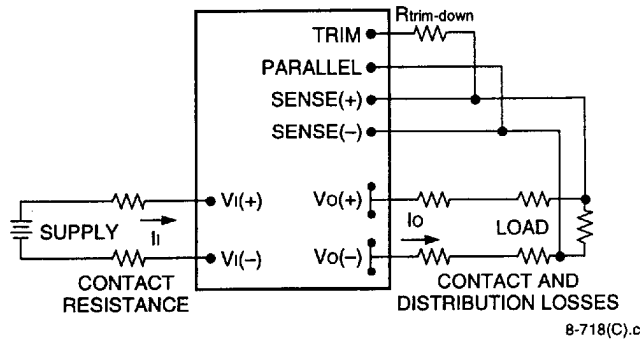 TRIM
Rtrim-down
PARALLEL
SENSE(+)
SENSE(–)
VI(+)
VO(+)
IO
SUPPLY
II
LOAD
VI(–)
VO(–)
CONTACT
RESISTANCE
CONTACT AND
DISTRIBUTION LOSSES
8-718(C).c